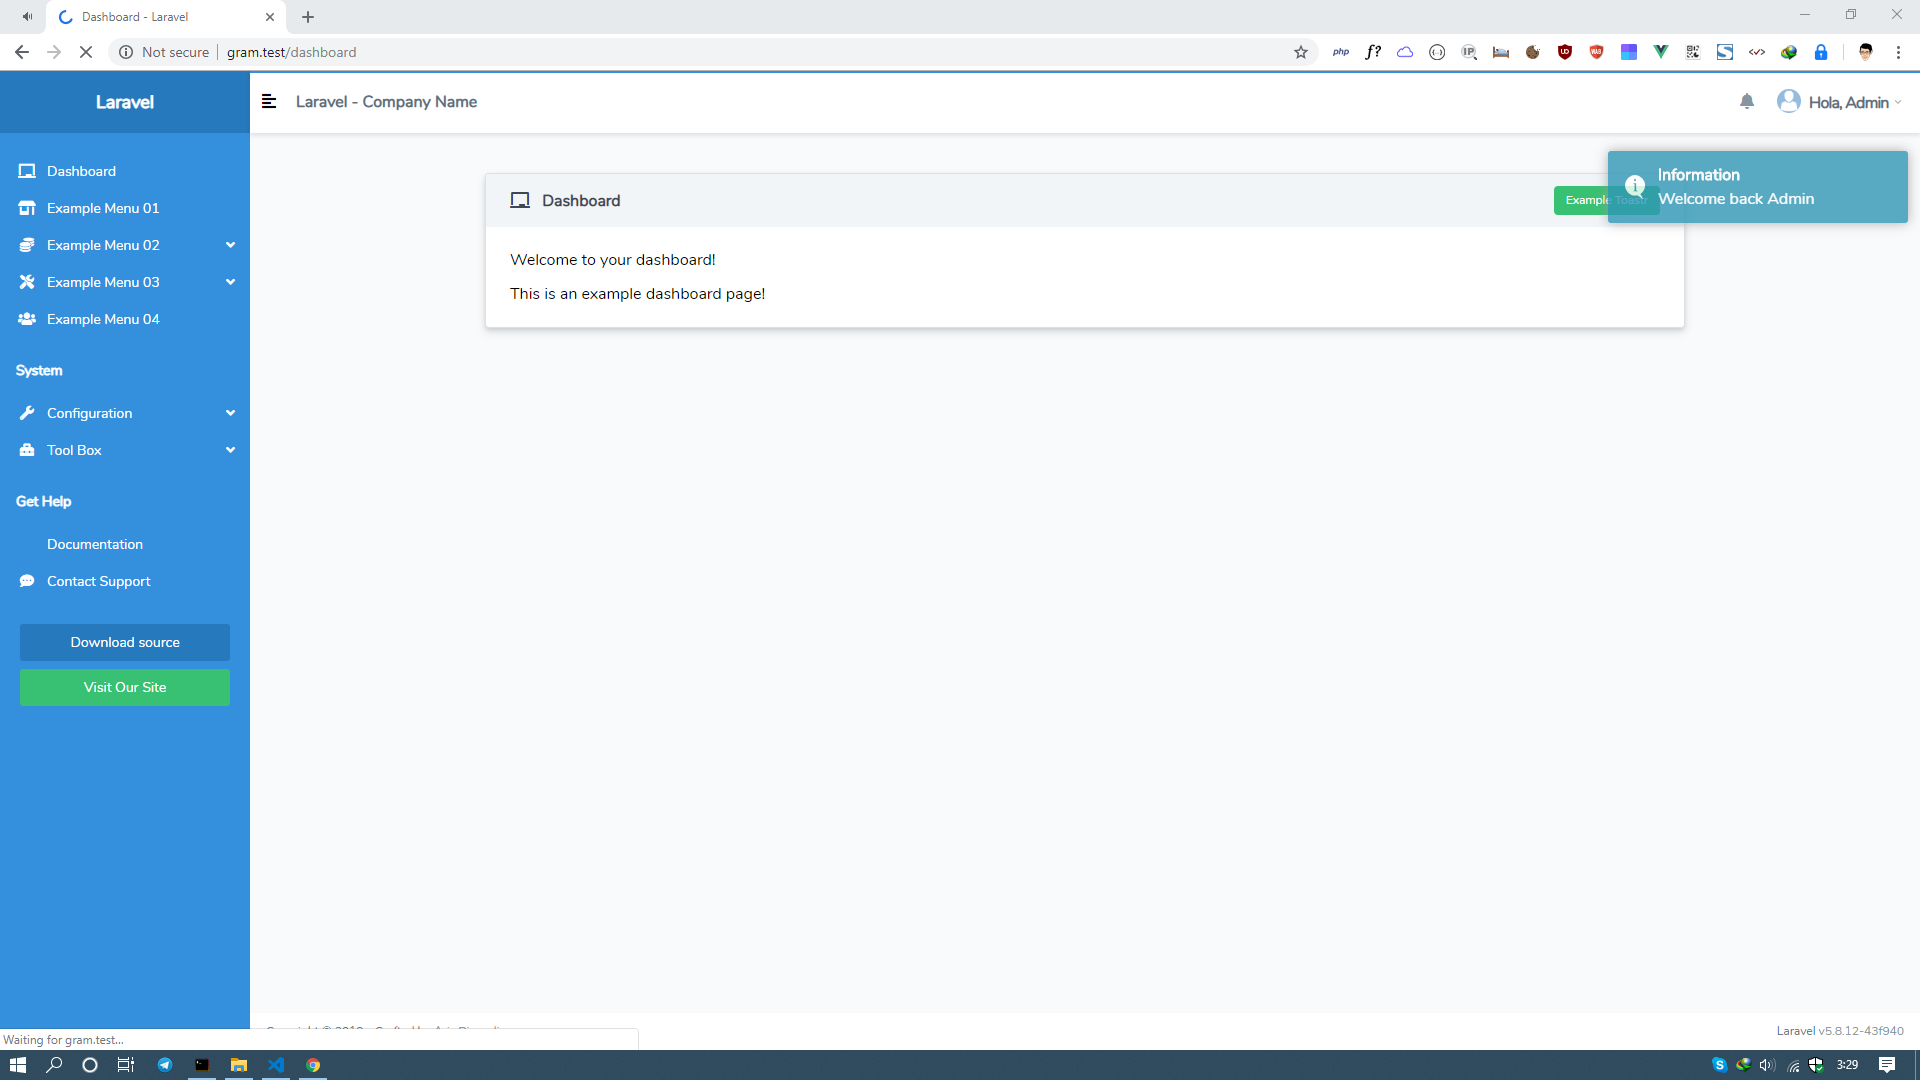 Dashboard - Laravel
Not secure
gram.test/dashboard
php
f?
IP
Laravel
Laravel - Company Name
Hola, Admin
Dashboard
Example Menu 01
Example Menu 02
Example Menu 03
Example Menu 04
System
Configuration
Tool Box
Get Help
Documentation
Contact Support
Download source
Visit Our Site
Dashboard
Example Toastr
Information
Welcome back Admin
Welcome to your dashboard!
This is an example dashboard page!
Laravel v5.8.12-43f940
Waiting for gram.test...
3:29